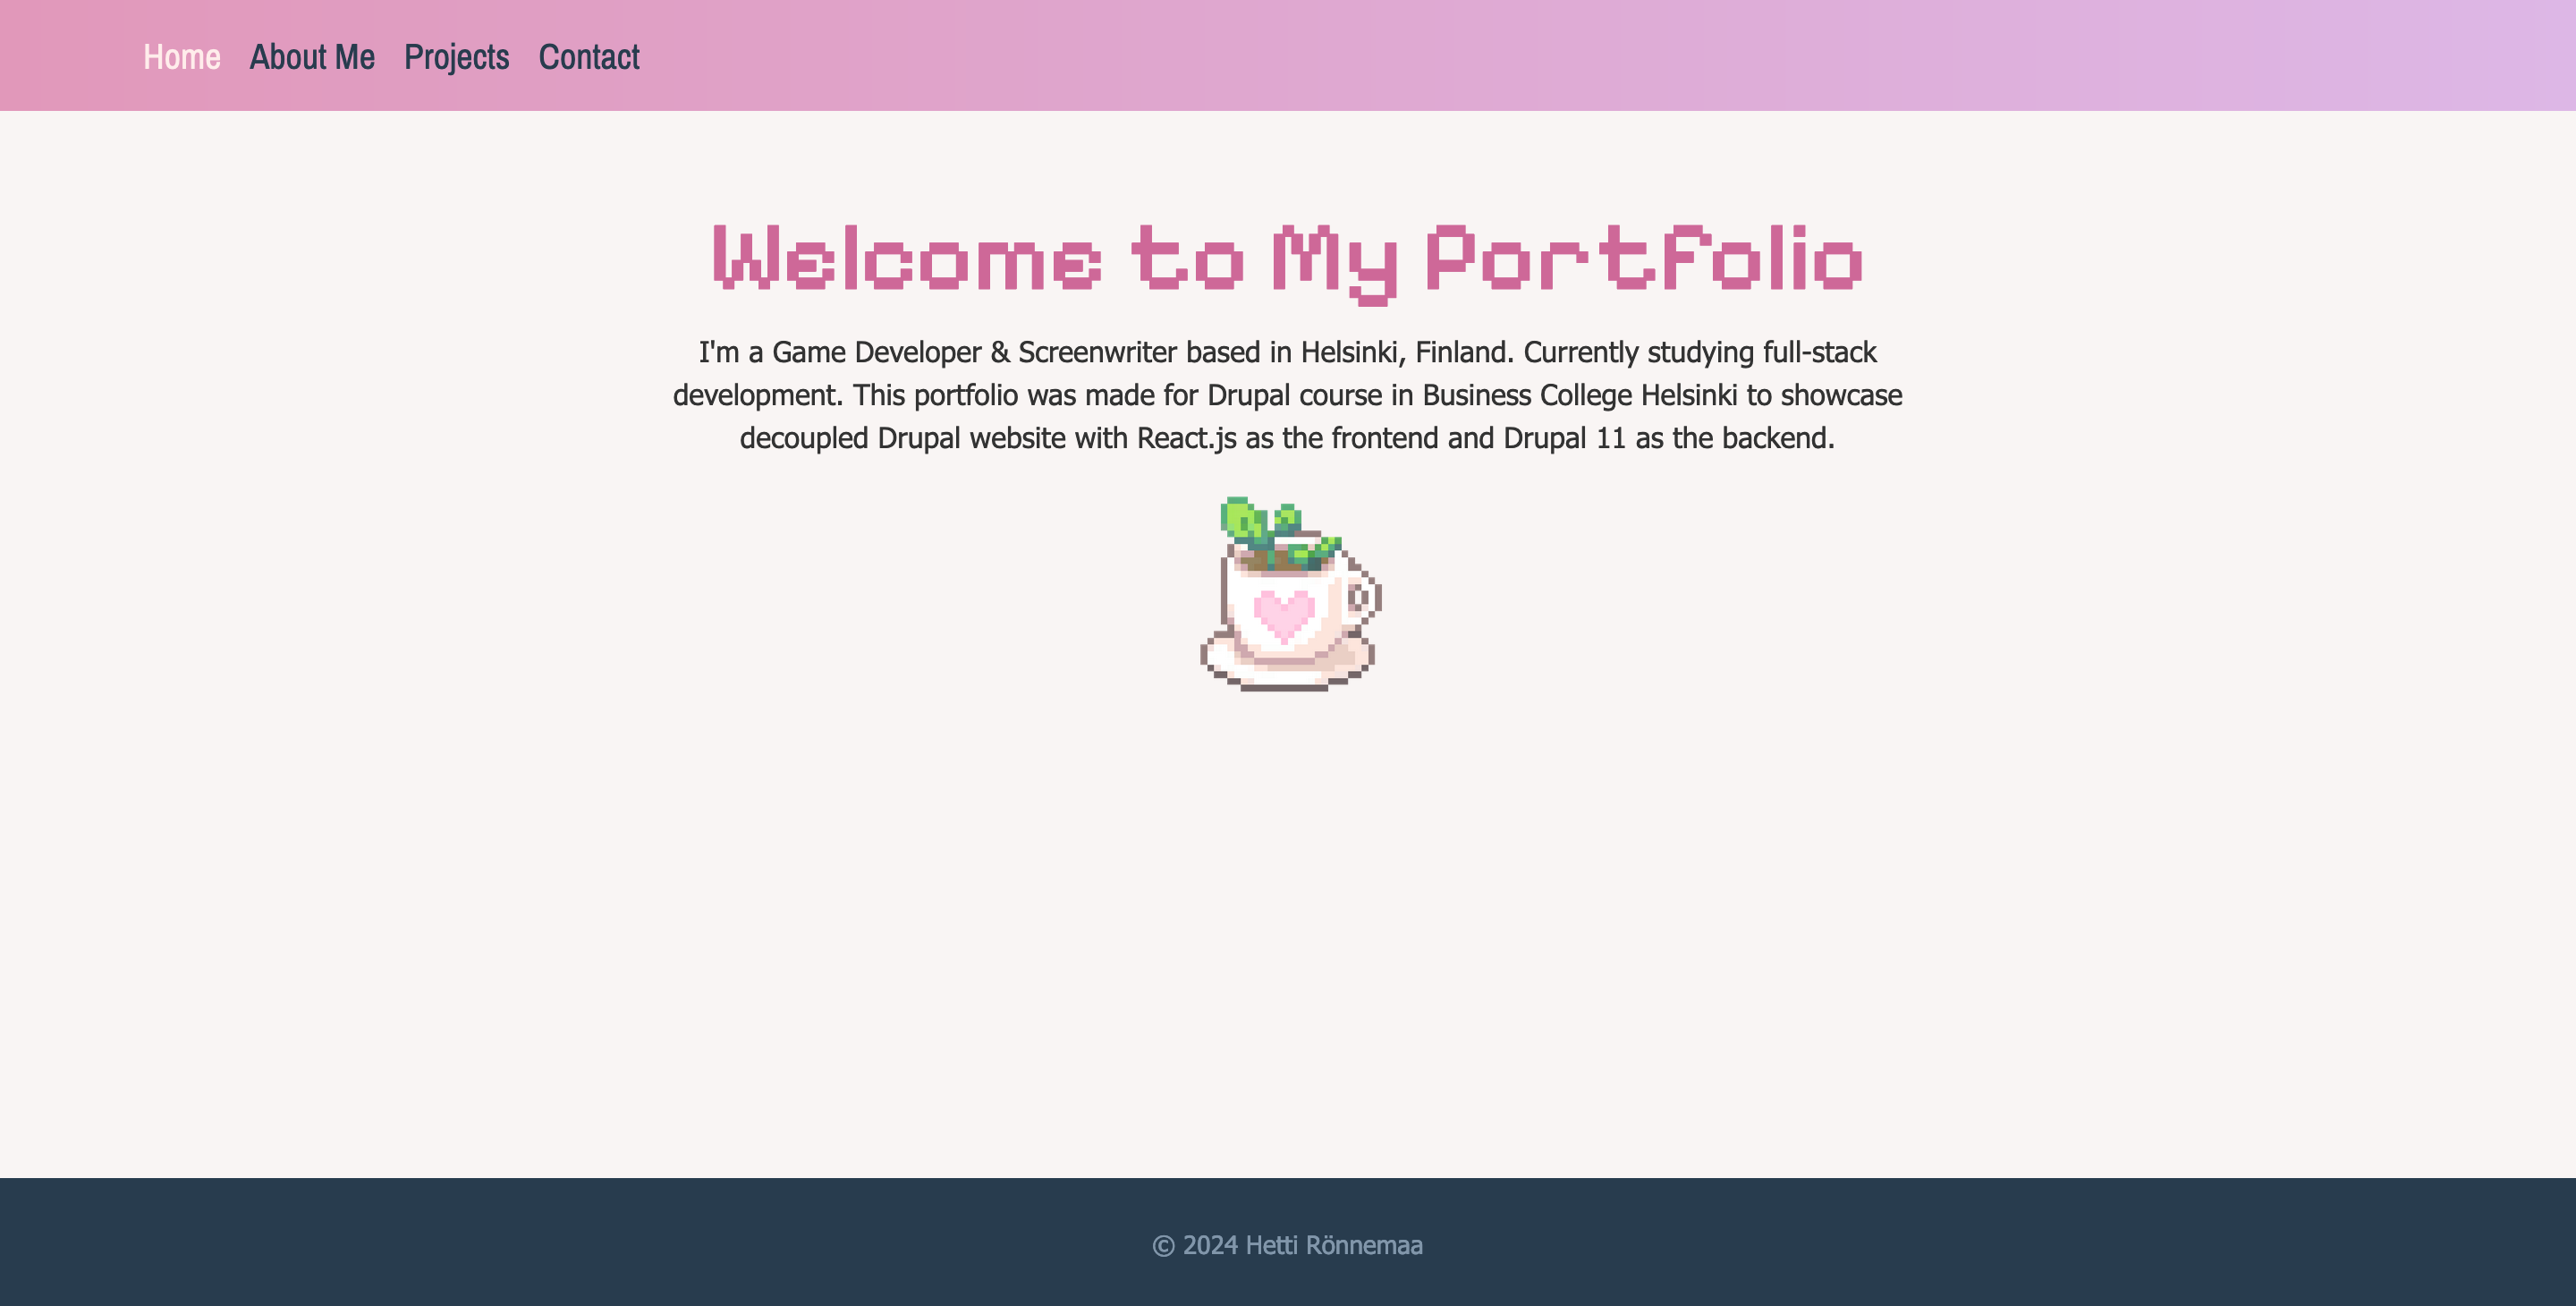 Home About Me Projects Contact
Welcome to My Portfolio
I'm a Game Developer & Screenwriter based in Helsinki, Finland. Currently studying full-stack
development. This portfolio was made for Drupal course in Business College Helsinki to showcase
decoupled Drupal website with React.js as the frontend and Drupal 11 as the backend.
© 2024 Hetti Rönnemaa